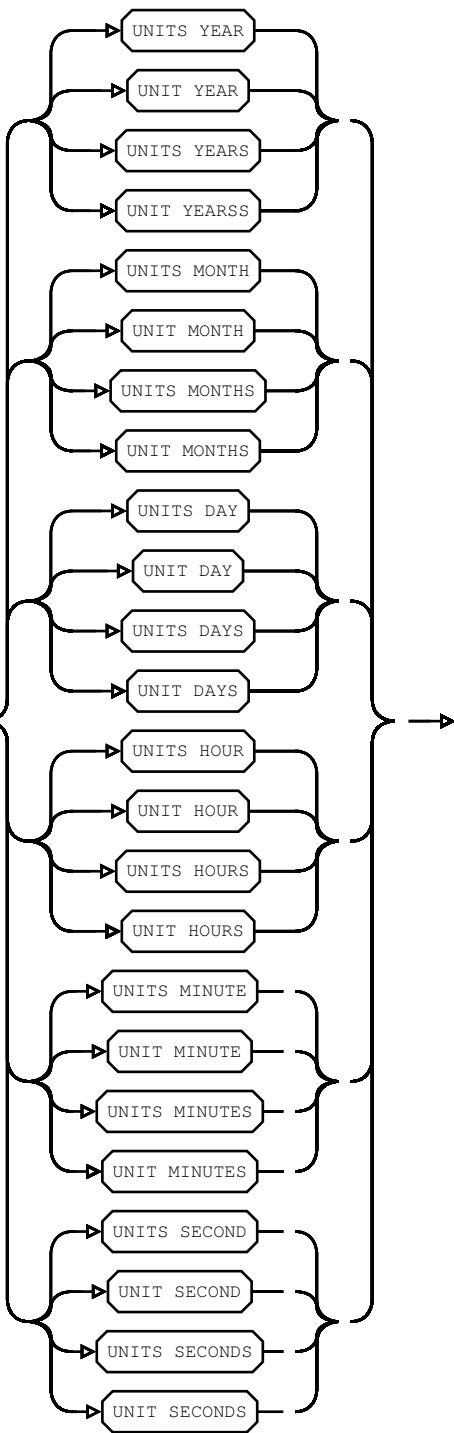 UNITS YEAR
UNIT YEAR
UNITS YEARS
UNIT YEARSS
UNITS MONTH
UNIT MONTH
UNITS MONTHS
UNIT MONTHS
UNITS DAY
UNIT DAY
UNITS DAYS
UNIT DAYS
UNITS HOUR
UNIT HOUR
UNITS HOURS
UNIT HOURS
UNITS MINUTE
UNIT MINUTE
UNITS MINUTES
UNIT MINUTES
UNITS SECOND
UNIT SECOND
UNITS SECONDS
UNIT SECONDS